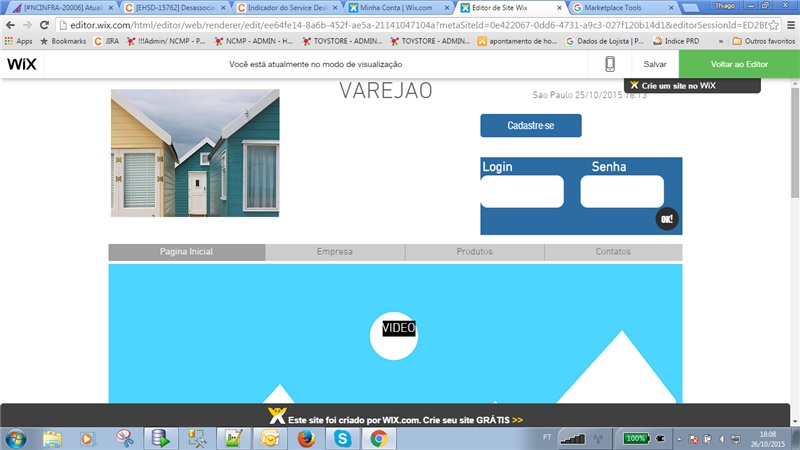 Thiago
[#NCINFRA-20006] Atuali
[EHSD-15762] Desassocia
Indicador do Service Des
Minha Conta | Wix.com
Editor de Site Wix
Marketplace Tools
editor.wix.com/html/editor/web/renderer/edit/ee64fe14-8a6b-452f-ae5a-21141047104a?metaSiteId=0e422067-0dd6-4731-a9c3-027f120b14d1&editorSessionId=ED2BD
Apps
Bookmarks
JIRA
!!!Admin/ NCMP - P...
NCMP - ADMIN - H...
TOYSTORE - ADMIN...
TOYSTORE - ADMIN...
apontamento de ho...
Dados de Lojista | P...
Indice PRD
Outros favoritos
WiX
Você está atualmente no modo de visualização
Salvar
Voltar ao Editor
Crie um site no WiX
VAREJAO
Sao Paulo 25/10/2015 18:13
Cadastre-se
Login
Senha
OK!
Pagina Inicial
Empresa
Produtos
Contatos
VIDEO
Este site foi criado por WIX.com. Crie seu site GRÁTIS >>
PT
100%
18:08
26/10/2015